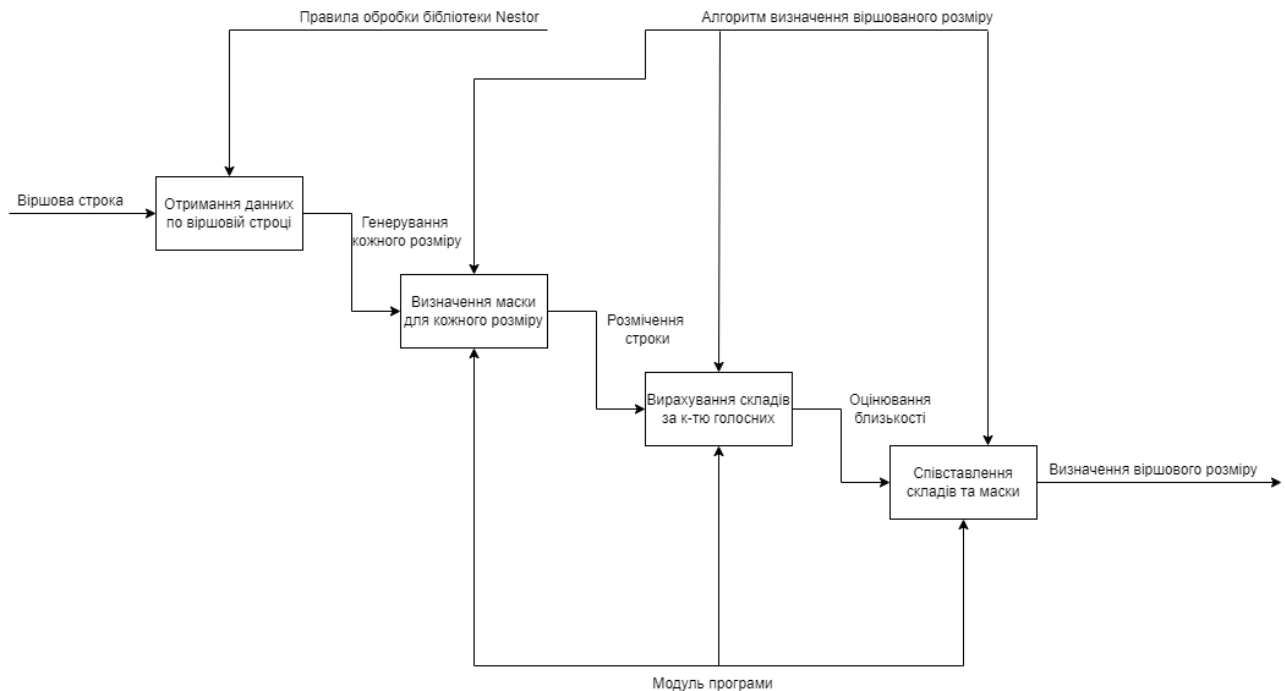 Правила обробки бібліотеки Nestor
Алгоритм визначення віршованого розміру
Віршова строка
Отримання данних
по віршовій строці
Генерування
кожного розміру
Визначення маски
для кожного розміру
Розмічення
строки
Вирахування складів
за к-тю голосних
Оцінювання
близькості
Співставлення
складів та маски
Визначення віршового розміру
Модуль програми